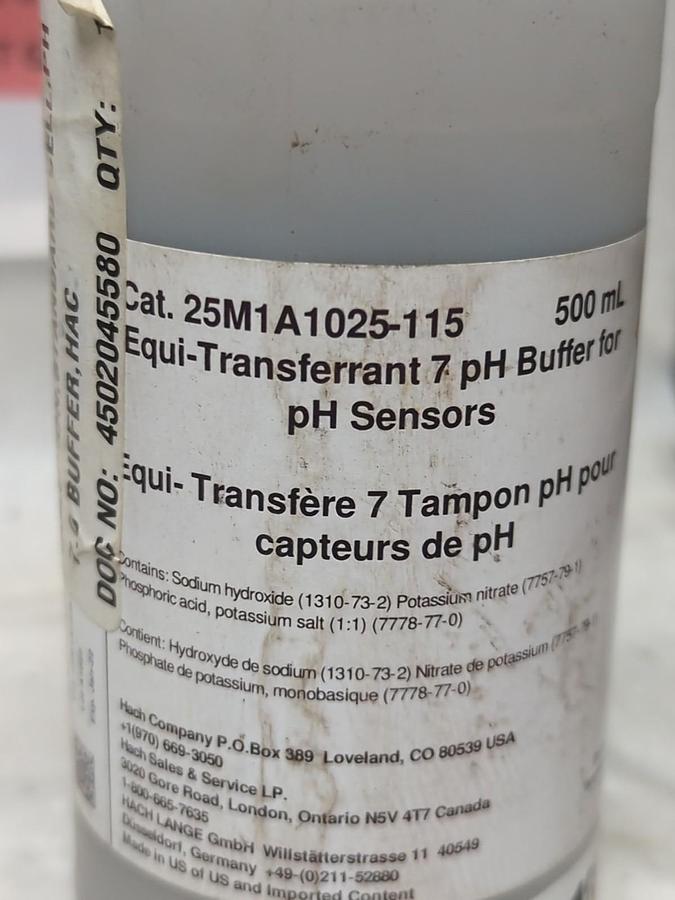 Cat. 25M1A1025-115 500 mL
Equi-Transferrant 7 pH Buffer for
pH Sensors
Equi- Transfère 7 Tampon pH pour
capteurs de pH
Contains: Sodium hydroxide (1310-73-2) Potassium nitrate (7757-79-1)
Phosphoric acid, potassium salt (1:1) (7778-77-0)
Contient: Hydroxyde de sodium (1310-73-2) Nitrate de potassium (7757-79-1)
Phosphate de potassium, monobasique (7778-77-0)
Hach Company P.O.Box 389 Loveland, CO 80539 USA
+1(970) 669-3050
Hach Sales & Service LP.
3020 Gore Road, London, Ontario N5V 4T7 Canada
1-800-665-7635
HACH LANGE GmbH Willstätterstrasse 11 40549
Düsseldorf, Germany +49-(0)211-52880
Made in US of US and Imported Content
BUFFER, HAC
DOC NO: 4502045580 QTY: